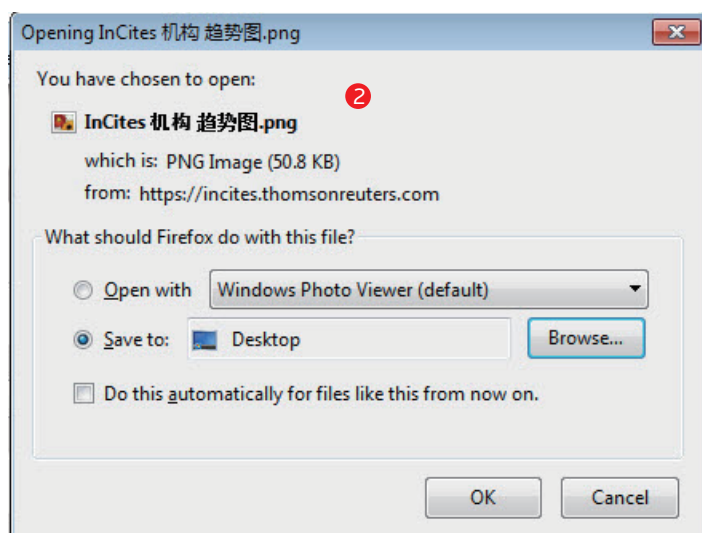 Opening InCites 机构 趋势图.png
You have chosen to open:
2
InCites 机构 趋势图.png
which is: PNG Image (50.8 KB)
from: https://incites.thomsonreuters.com
What should Firefox do with this file?
Open with Windows Photo Viewer (default)
Save to: Desktop Browse...
Do this automatically for files like this from now on.
OK Cancel